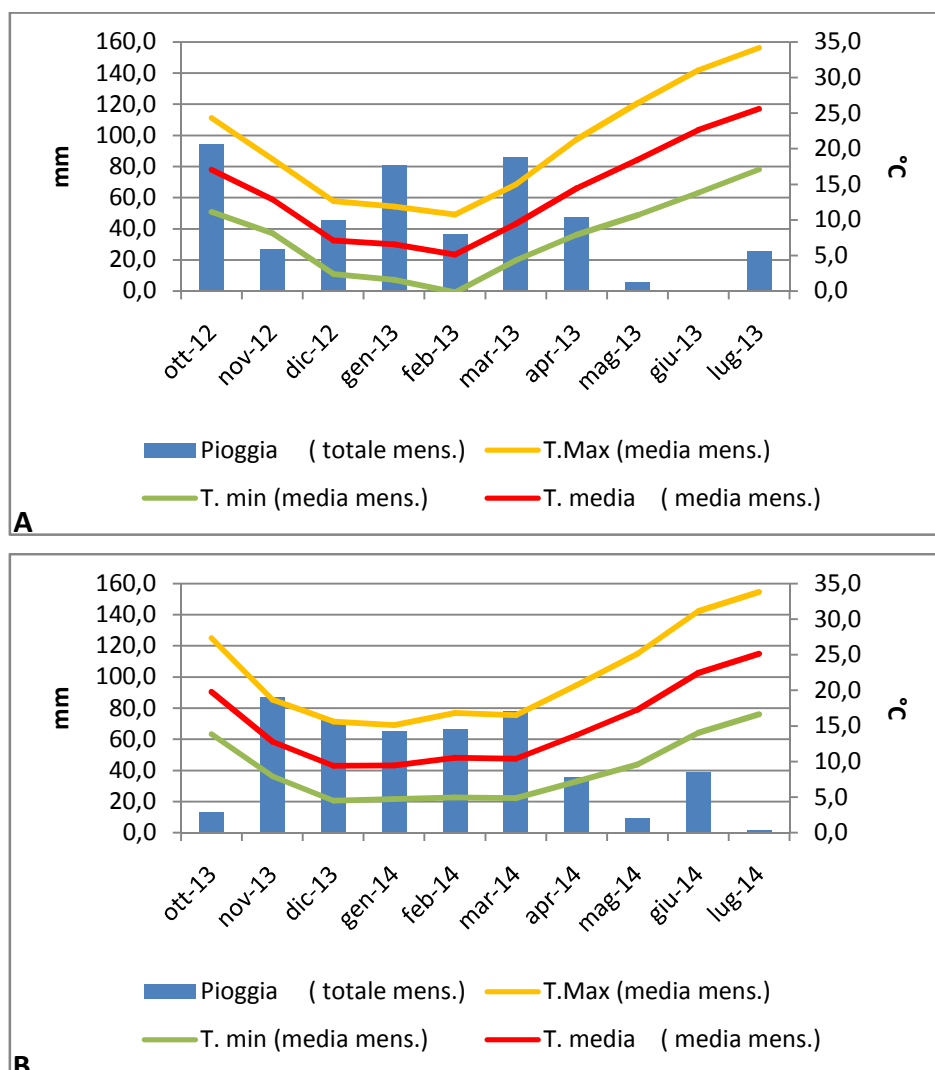 160,0
140,0
120,0
100,0
80,0
60,0
40,0
20,0
0,0
mm
35,0
30,0
25,0
20,0
15,0
10,0
5,0
0,0
°C
ott-12
nov-12
dic-12
gen-13
feb-13
mar-13
apr-13
mag-13
giu-13
lug-13
Pioggia ( totale mens.)
T.Max (media mens.)
T. min (media mens.)
T. media ( media mens.)
A
160,0
140,0
120,0
100,0
80,0
60,0
40,0
20,0
0,0
mm
35,0
30,0
25,0
20,0
15,0
10,0
5,0
0,0
°C
ott-13
nov-13
dic-13
gen-14
feb-14
mar-14
apr-14
mag-14
giu-14
lug-14
Pioggia ( totale mens.)
T.Max (media mens.)
T. min (media mens.)
T. media ( media mens.)
B